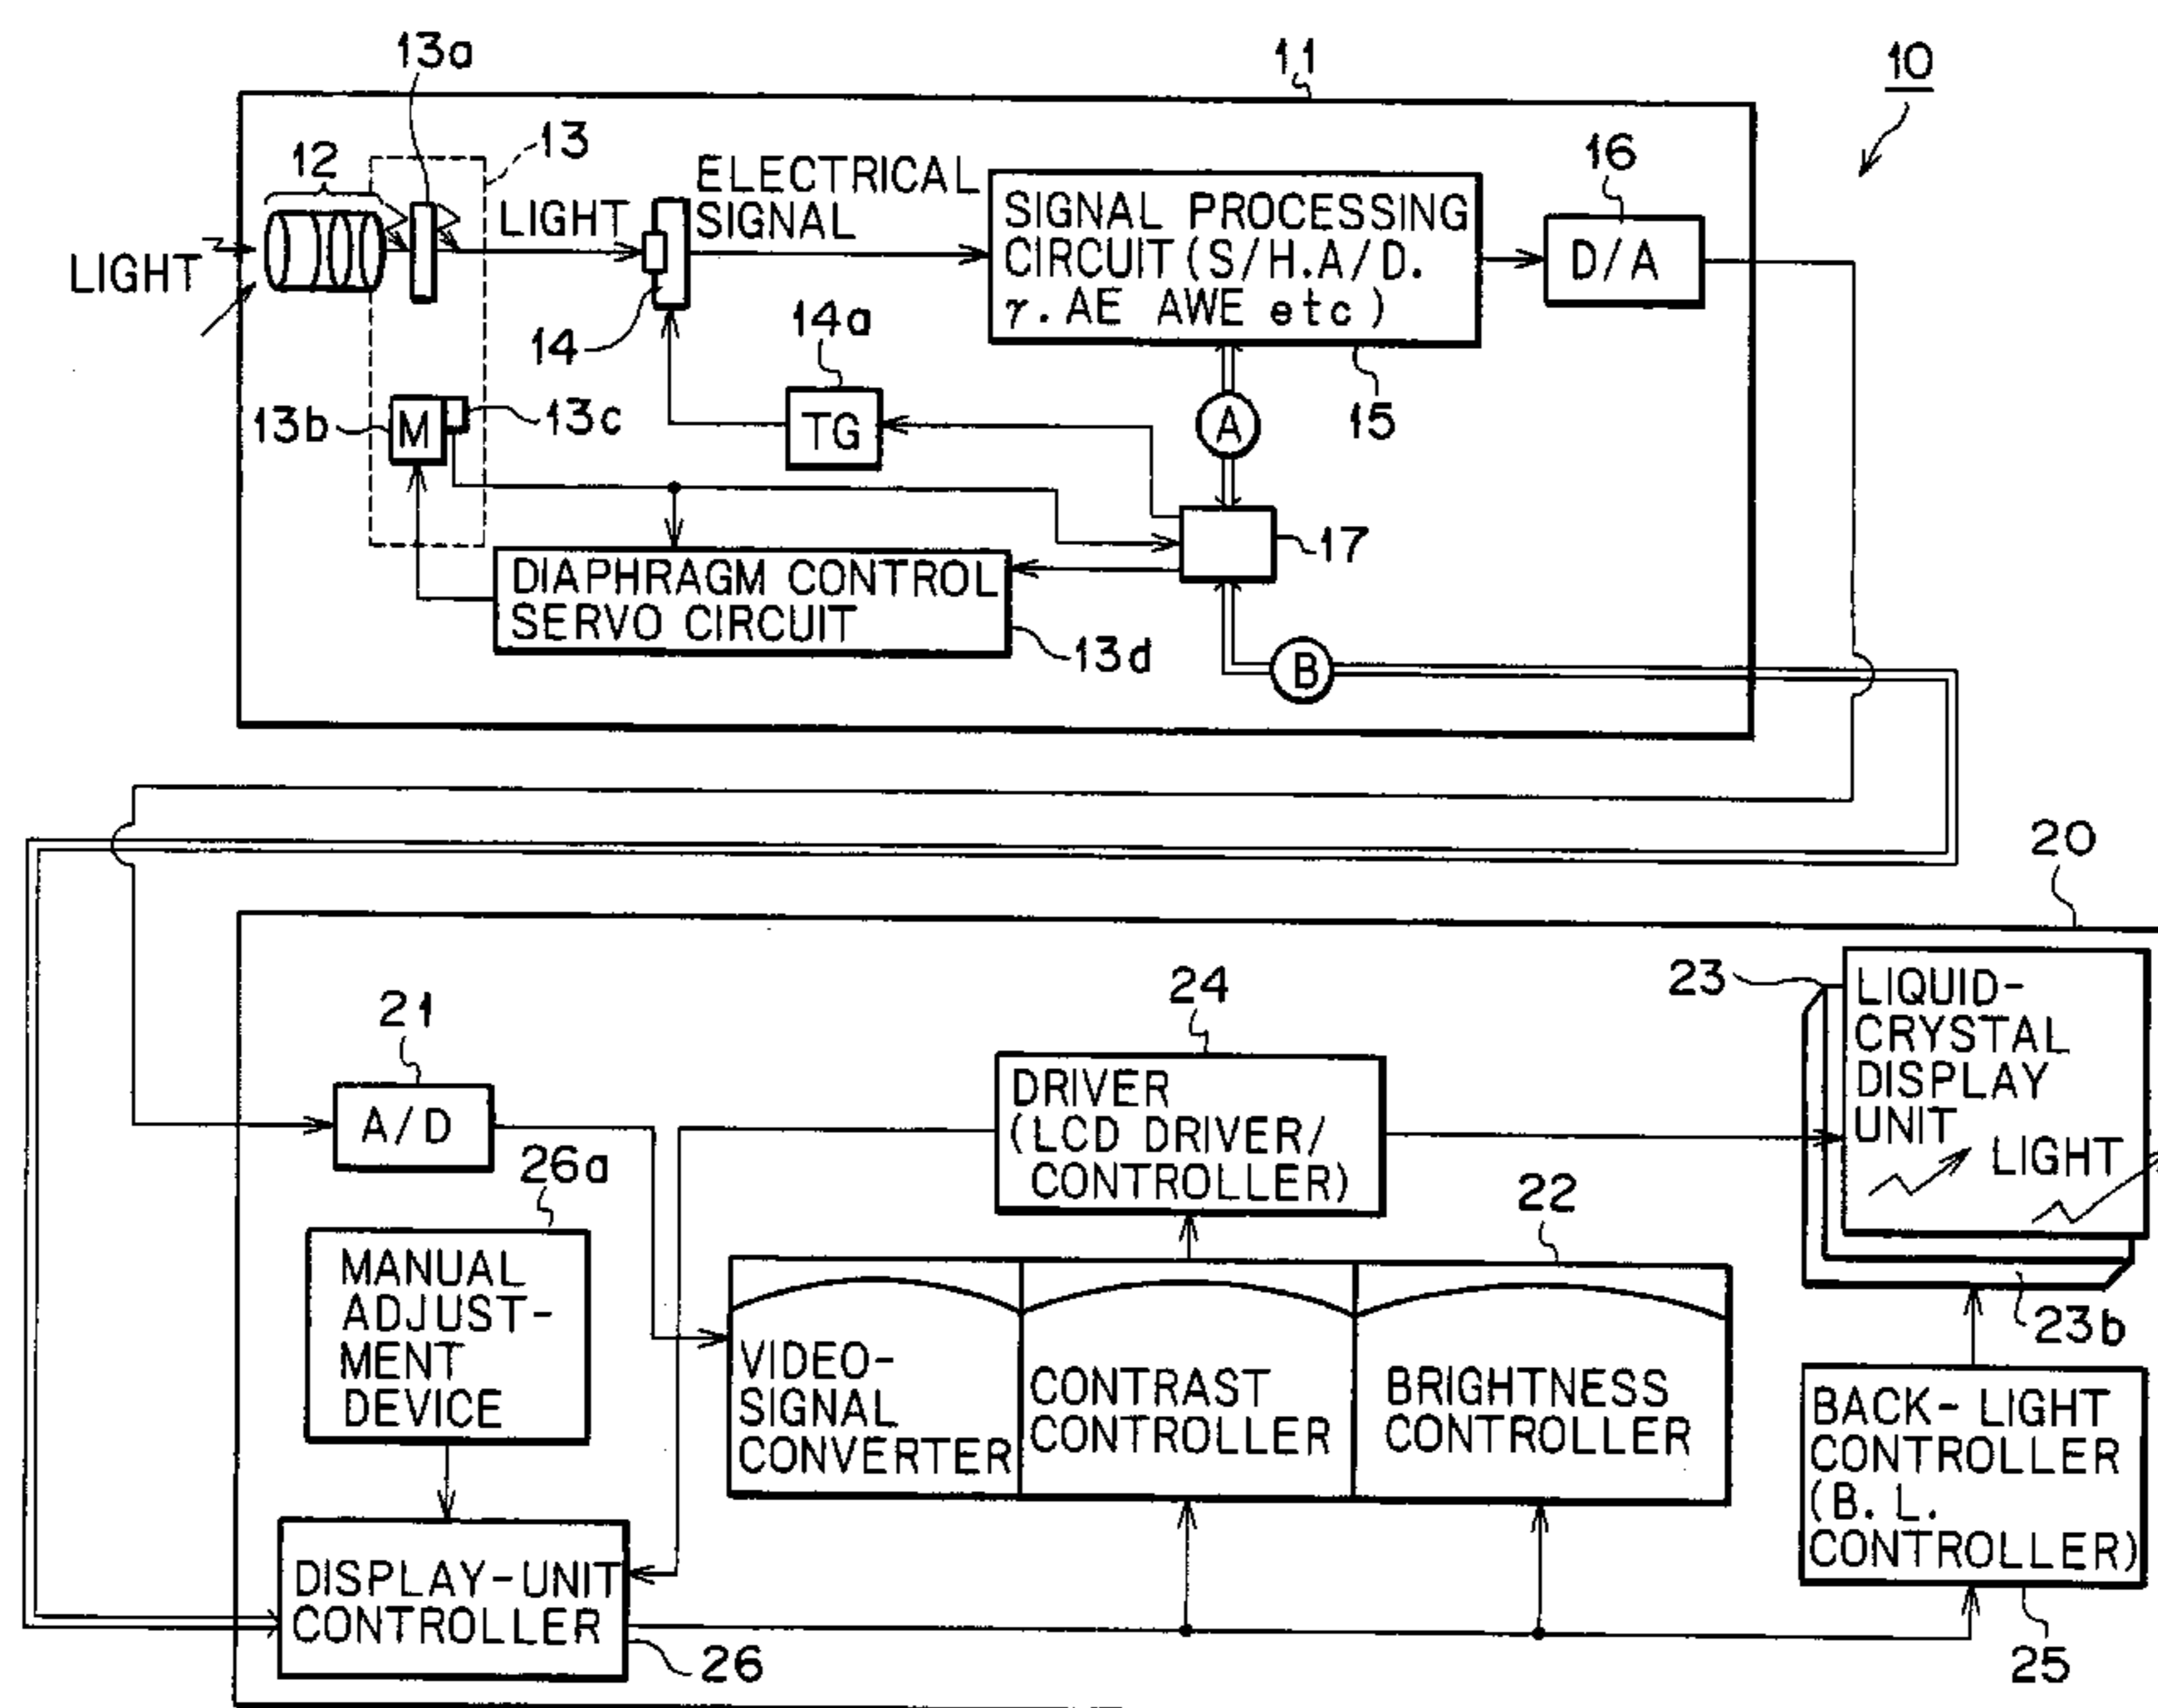 13a
11
10
13
12
16
ELECTRICAL
SIGNAL
LIGHT
LIGHT
SIGNAL PROCESSING
CIRCUIT (S/H.A/D.
γ. AE AWE etc)
D/A
14
14a
15
13b
M
13c
TG
A
17
DIAPHRAGM CONTROL
SERVO CIRCUIT
13d
B
20
21
24
23
LIQUID-
CRYSTAL
DISPLAY
UNIT
LIGHT
A/D
DRIVER
(LCD DRIVER/
CONTROLLER)
26a
22
MANUAL
ADJUST-
MENT
DEVICE
VIDEO-
SIGNAL
CONVERTER
CONTRAST
CONTROLLER
BRIGHTNESS
CONTROLLER
23b
BACK-LIGHT
CONTROLLER
(B. L.
CONTROLLER)
DISPLAY-UNIT
CONTROLLER
26
25